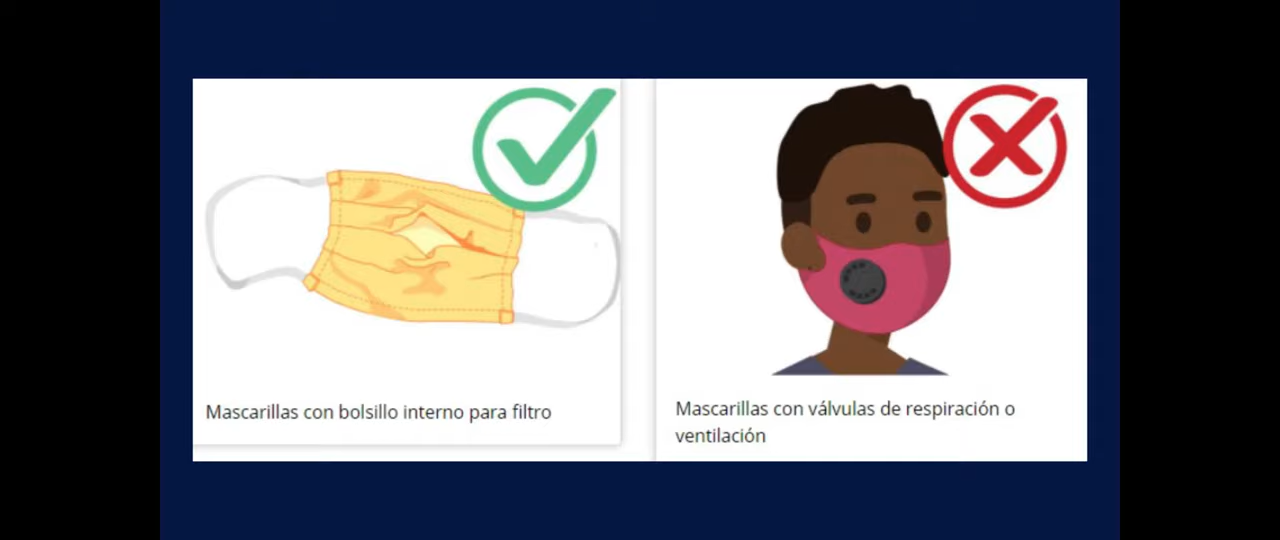 Mascarillas con bolsillo interno para filtro
Mascarillas con válvulas de respiración o
ventilación